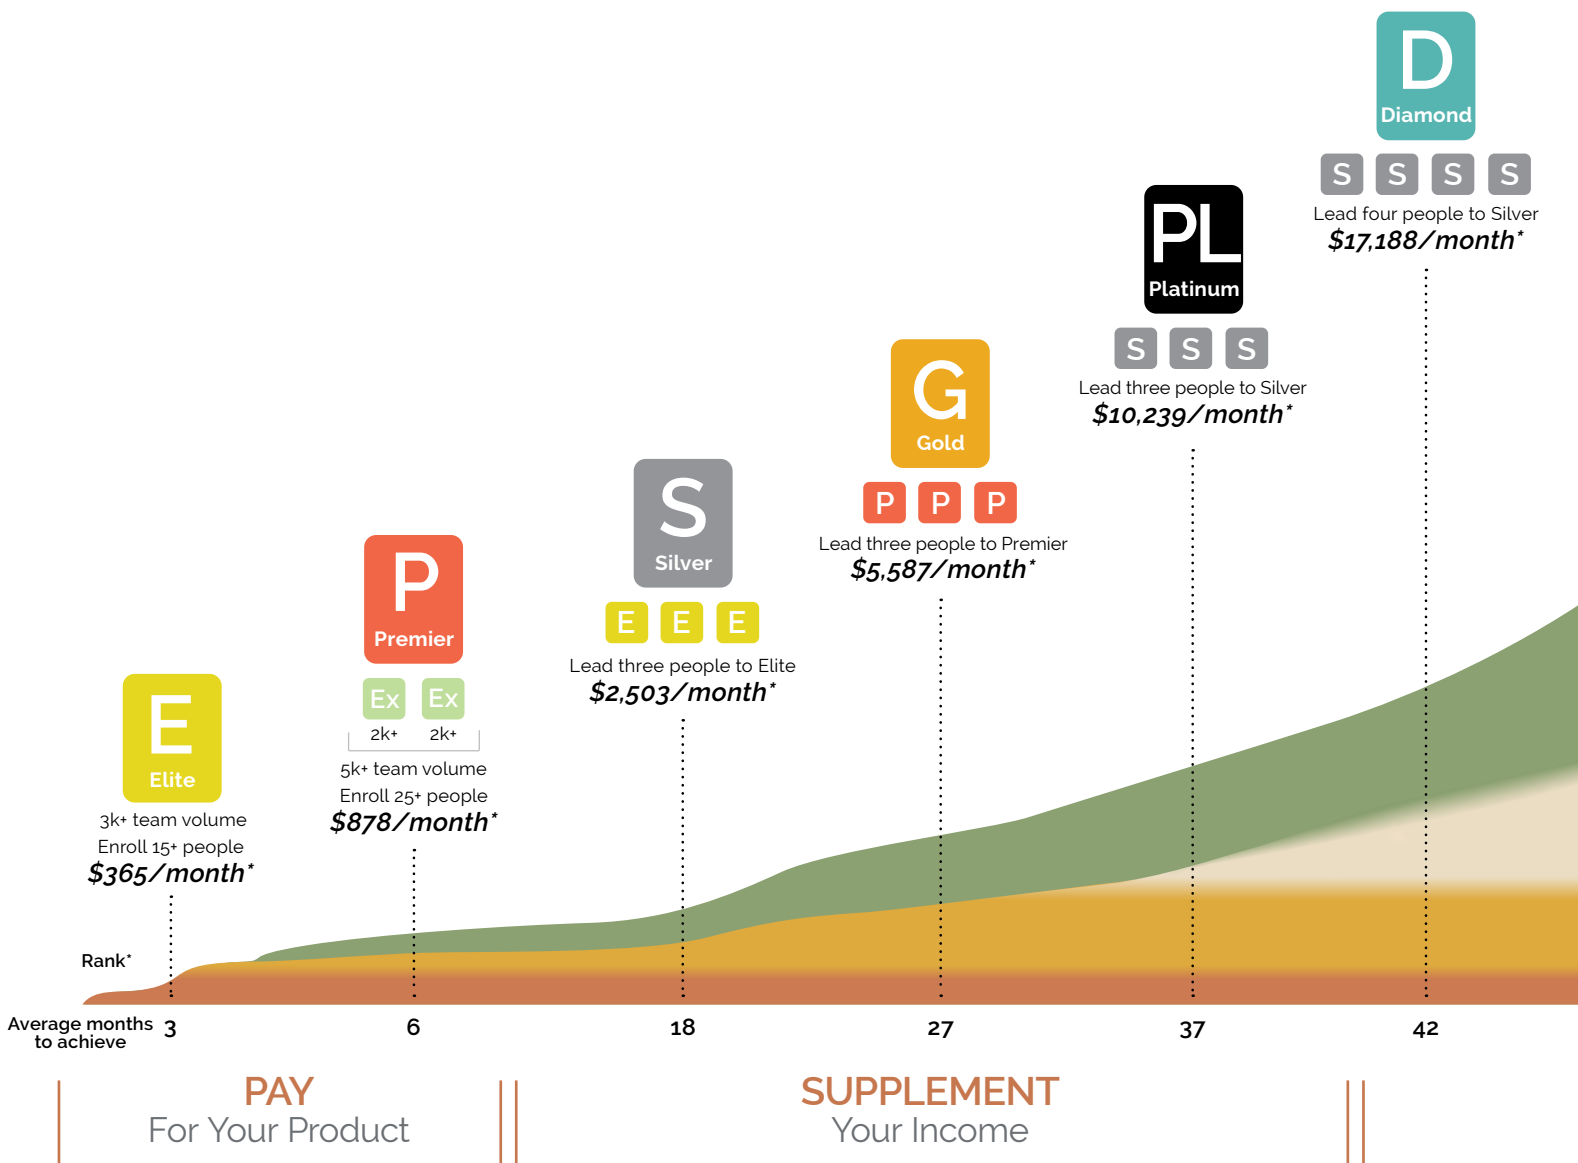 D
Diamond
S S S S
Lead four people to Silver
$17,188/month*
PL
Platinum
S S S
Lead three people to Silver
$10,239/month*
G
Gold
P P P
Lead three people to Premier
$5,587/month*
S
Silver
E E E
Lead three people to Elite
$2,503/month*
P
Premier
Ex Ex
2k+ 2k+
5k+ team volume
Enroll 25+ people
$878/month*
E
Elite
3k+ team volume
Enroll 15+ people
$365/month*
Rank*
Average months
to achieve
3 6 18 27 37 42
PAY
For Your Product
SUPPLEMENT
Your Income